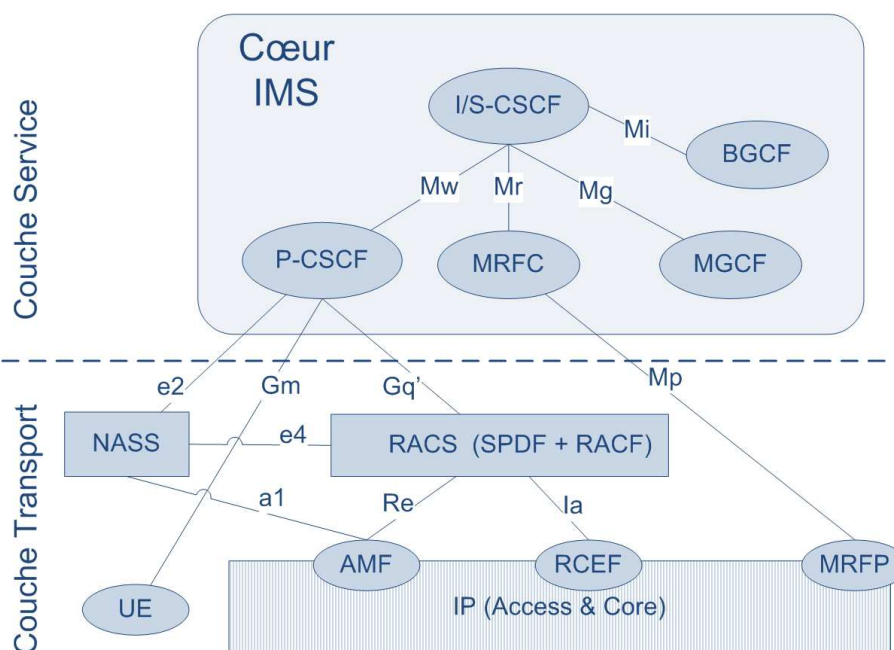 Couche Service
Cœur
IMS
I/S-CSCF
Mi
BGCF
Mw
Mr
Mg
P-CSCF
MRFC
MGCF
Couche Transport
e2
Gm
Gq’
Mp
NASS
e4
RACS (SPDF + RACF)
a1
Re
Ia
AMF
RCEF
MRFP
UE
IP (Access & Core)